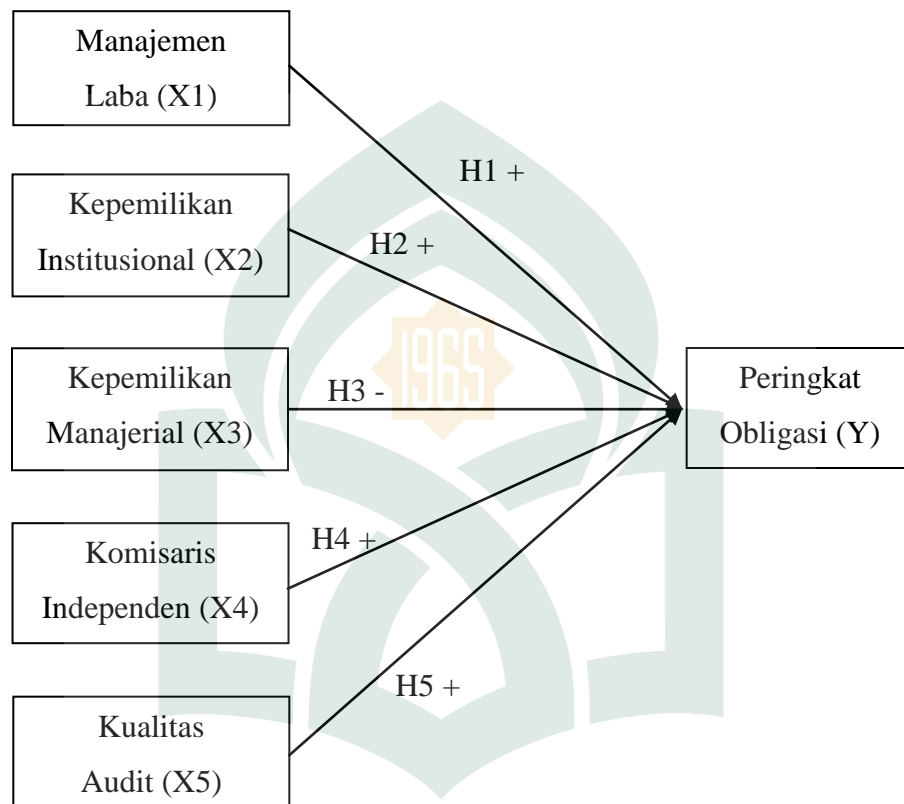 Manajemen
Laba (X1)
H1 +
Kepemilikan
Institusional (X2)
H2 +
1965
Kepemilikan
Manajerial (X3)
H3 -
Peringkat
Obligasi (Y)
Komisaris
Independen (X4)
H4 +
H5 +
Kualitas
Audit (X5)